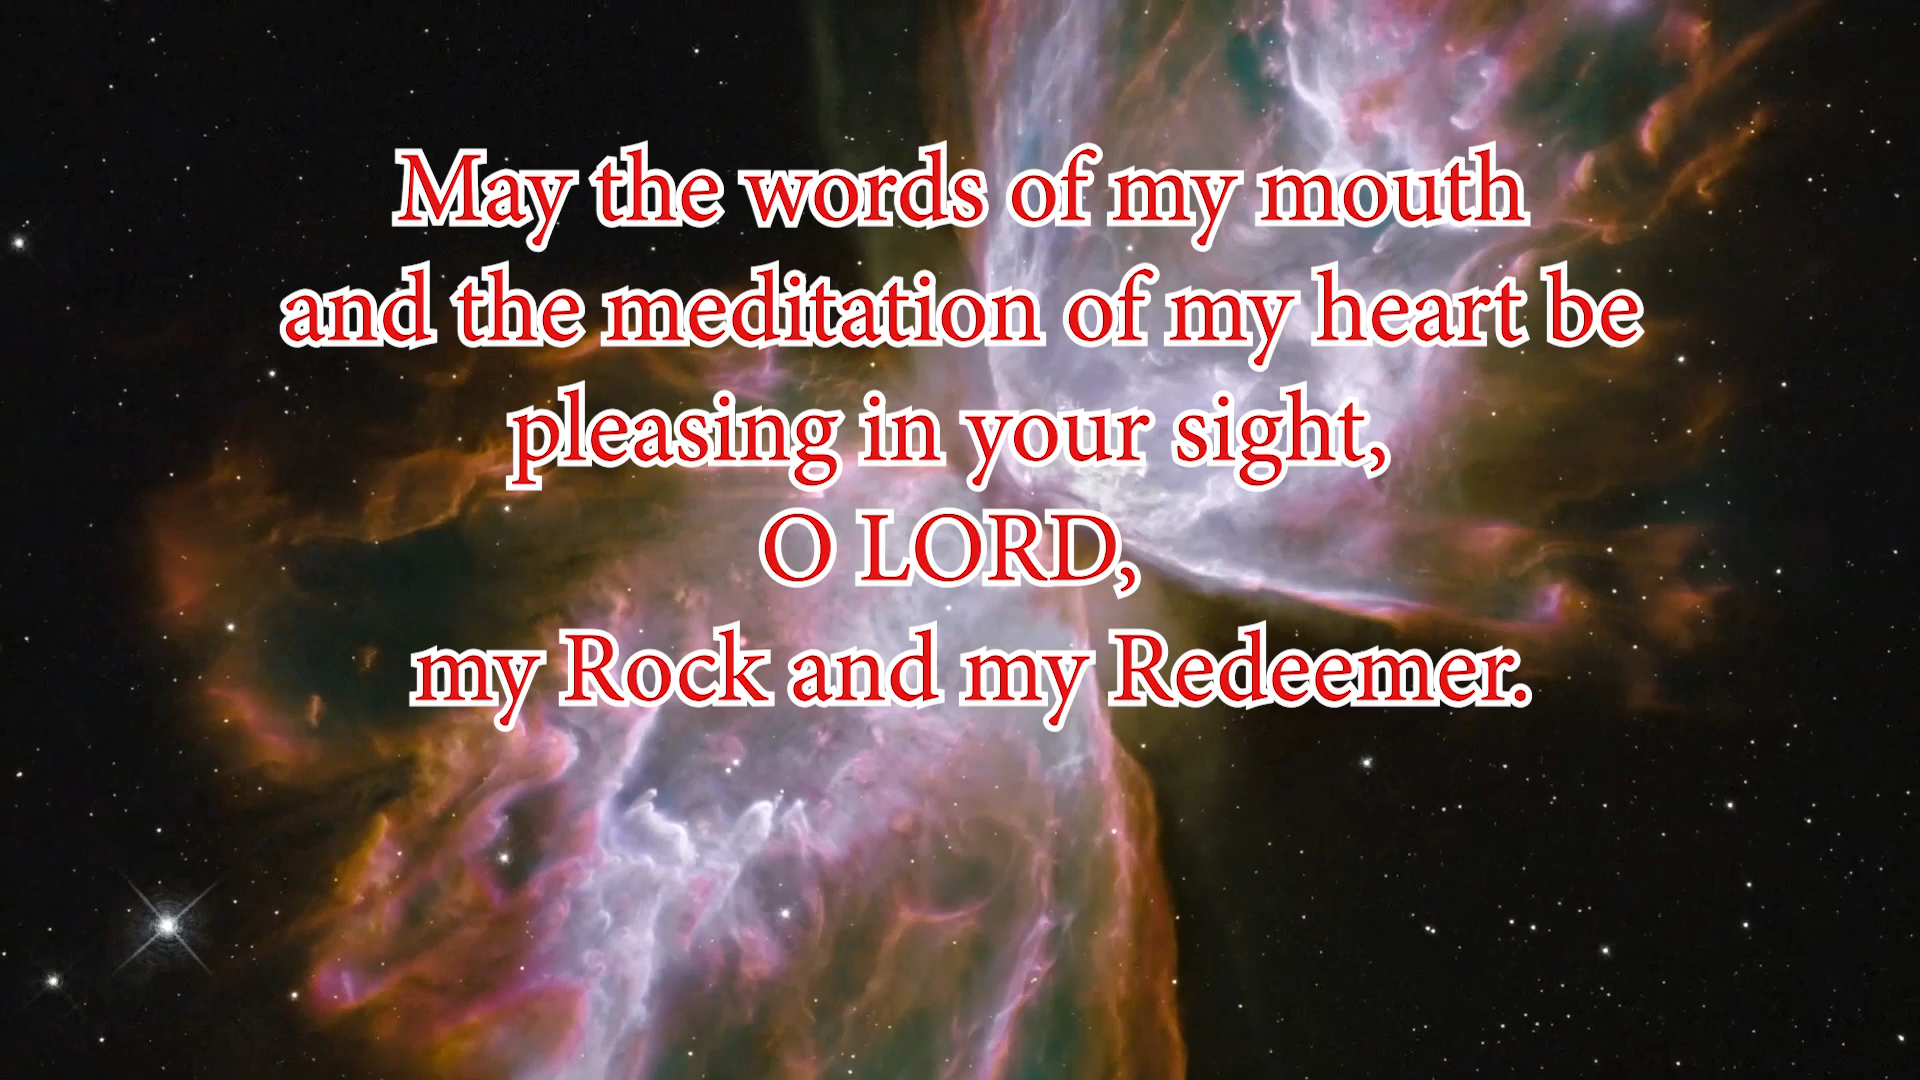 May the words of my mouth
and the meditation of my heart be
pleasing in your sight,
O LORD,
my Rock and my Redeemer.